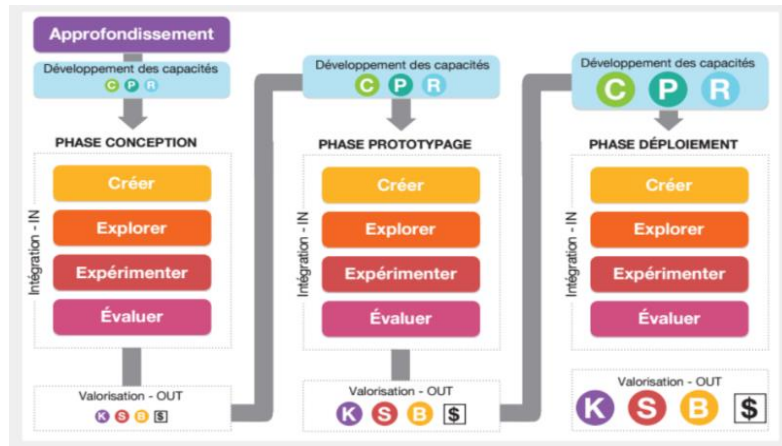 Approfondissement
Développement des capacités
C P R
PHASE CONCEPTION
Intégration - IN
Créer
Explorer
Expérimenter
Évaluer
Valorisation - OUT
K S B $
Développement des capacités
C P R
PHASE PROTOTYPAGE
Intégration - IN
Créer
Explorer
Expérimenter
Évaluer
Valorisation - OUT
K S B $
Développement des capacités
C P R
PHASE DÉPLOIEMENT
Intégration - IN
Créer
Explorer
Expérimenter
Évaluer
Valorisation - OUT
K S B $